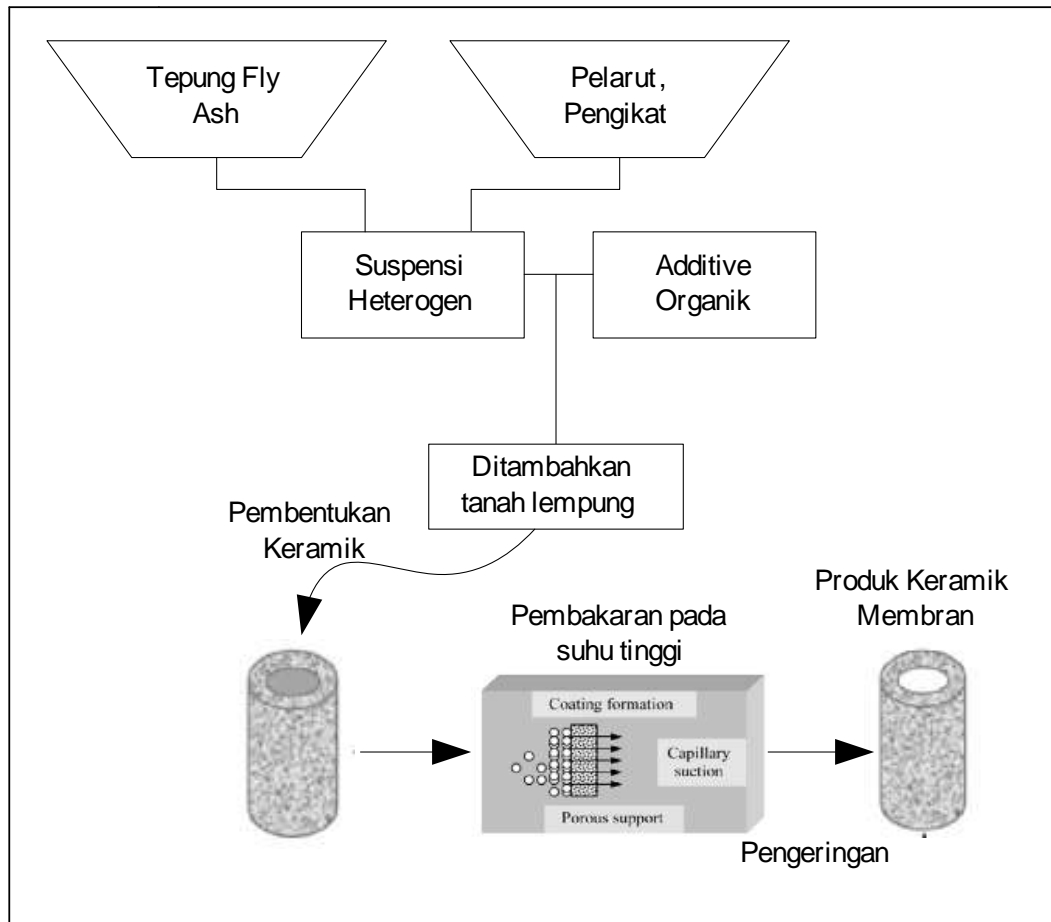 Tepung Fly
Ash
Pelarut,
Pengikat
Suspensi
Heterogen
Additive
Organik
Ditambahkan
tanah lempung
Pembentukan
Keramik
Pembakaran pada
suhu tinggi
Produk Keramik
Membran
Coating formation
Capillary
suction
Porous support
Pengeringan